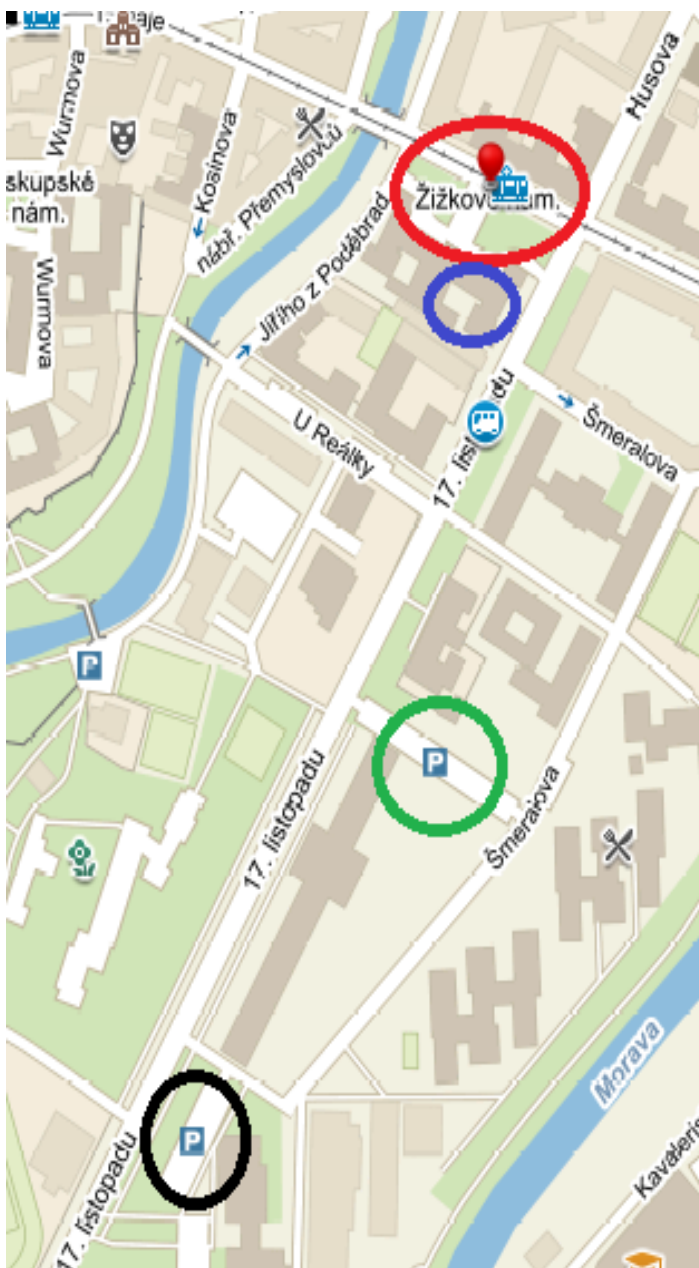 Wurmova
Husova
Kosinova
skupské
nám.
nábř. Přemyslovců
Žižkovo nám.
Jiřího z Poděbrad
Wurmova
U Reálky
17. listopadu
Šmeralova
P
17. listopadu
P
Šmeralova
Morava
P
17. listopadu
Kavaleris